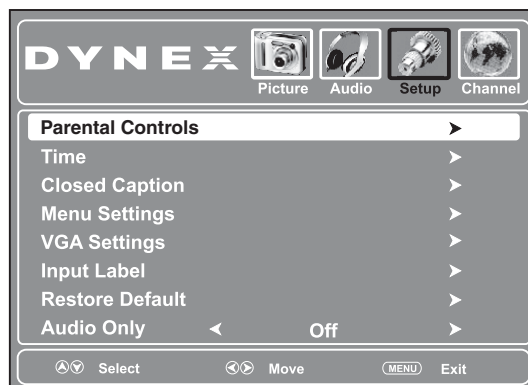 DYNEX
Picture Audio Setup Channel
Parental Controls
Time
Closed Caption
Menu Settings
VGA Settings
Input Label
Restore Default
Audio Only Off
Select Move MENU Exit